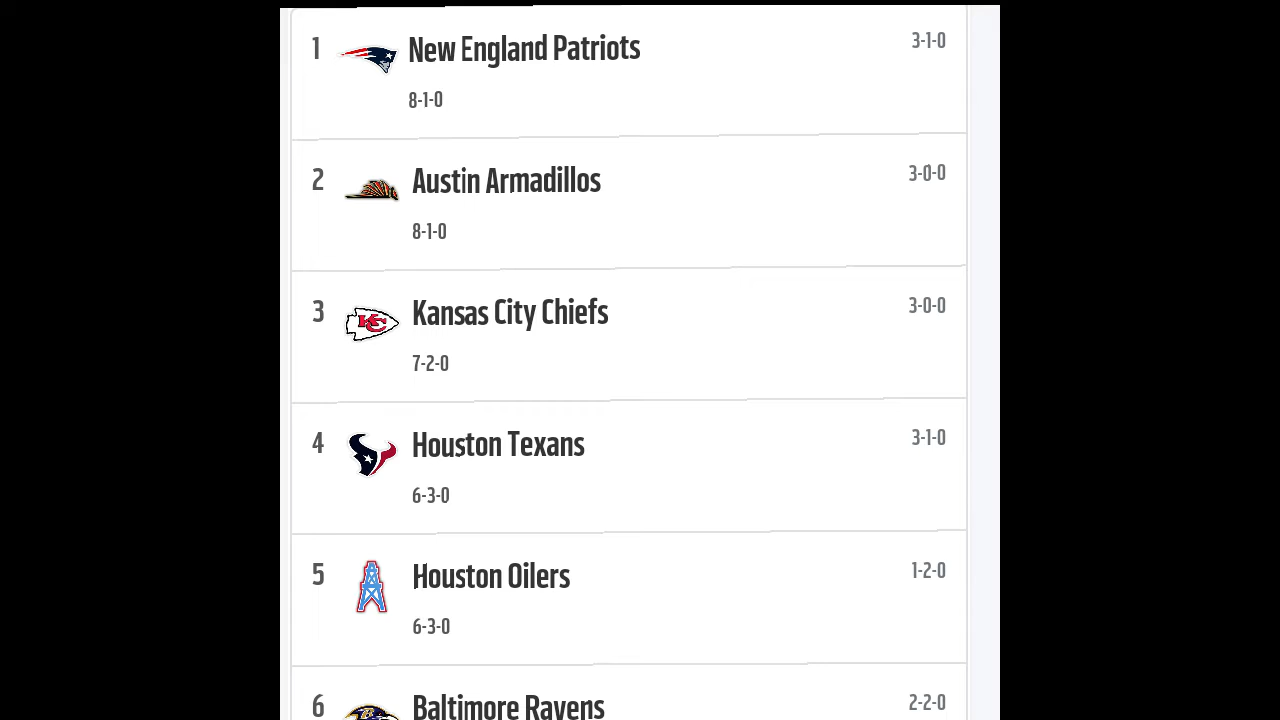 1 New England Patriots 3-1-0
8-1-0
2 Austin Armadillos 3-0-0
8-1-0
3 Kansas City Chiefs 3-0-0
7-2-0
4 Houston Texans 3-1-0
6-3-0
5 Houston Oilers 1-2-0
6-3-0
6 Baltimore Ravens 2-2-0